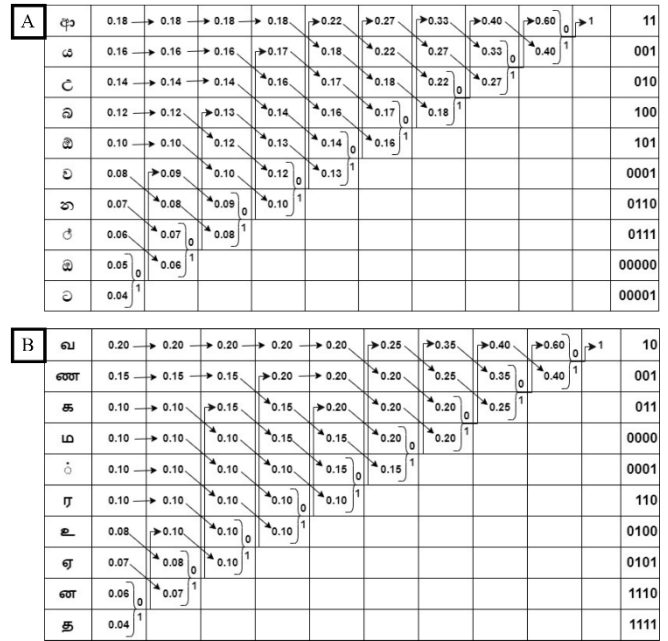 A
ආ 0.18 0.18 0.18 0.18 0.22 0.27 0.33 0.40 0.60 0 1 11
ය 0.16 0.16 0.16 0.17 0.18 0.22 0.27 0.33 0 0.40 1 001
උ 0.14 0.14 0.14 0.16 0.17 0.18 0.22 0 0.27 1 010
බ 0.12 0.12 0.13 0.14 0.16 0.17 0 0.18 1 100
ඕ 0.10 0.10 0.12 0.13 0.14 0 0.16 1 101
ව 0.08 0.09 0.10 0.12 0 0.13 1 0001
න 0.07 0.08 0.09 0 0.10 1 0110
් 0.06 0.07 0 0.08 1 0111
ඔ 0.05 0 0.06 1 00000
ට 0.04 1 00001
B
வ 0.20 0.20 0.20 0.20 0.20 0.25 0.35 0.40 0.60 0 1 10
ண 0.15 0.15 0.15 0.20 0.20 0.20 0.25 0.35 0 0.40 1 001
க 0.10 0.10 0.15 0.15 0.20 0.20 0.20 0 0.25 1 011
ம 0.10 0.10 0.10 0.15 0.15 0.20 0 0.20 1 0000
் 0.10 0.10 0.10 0.10 0.15 0 0.15 1 0001
ர 0.10 0.10 0.10 0.10 0 0.10 1 110
உ 0.08 0.10 0.10 0 0.10 1 0100
ஏ 0.07 0.08 0 0.10 1 0101
ன 0.06 0 0.07 1 1110
த 0.04 1 1111